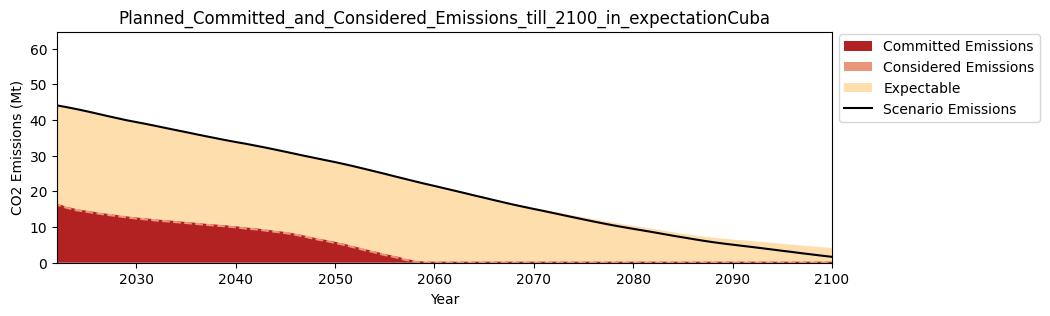 Planned_Committed_and_Considered_Emissions_till_2100_in_expectationCuba
60
50
40
30
20
10
0
CO2 Emissions (Mt)
2030 2040 2050 2060 2070 2080 2090 2100
Year
Committed Emissions
Considered Emissions
Expectable
Scenario Emissions